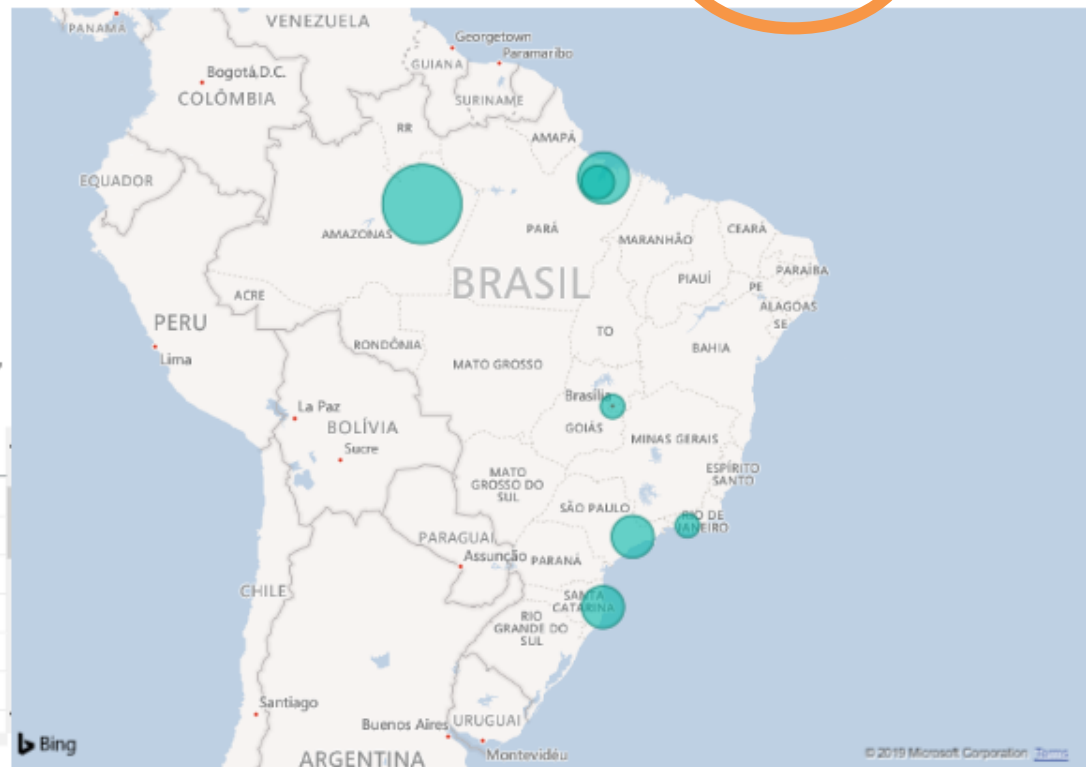 VENEZUELA
PANAMÁ
Georgetown
Paramaribo
GUIANA
Bogotá,D.C.
COLÔMBIA
SURINAME
RR
AMAPÁ
EQUADOR
AMAZONAS
PARÁ
MARANHÃO
CEARÁ
BRASIL
PIAUÍ
PARAÍBA
PE
ACRE
ALAGOAS
SE
PERU
RONDÔNIA
TO
BAHIA
Lima
MATO GROSSO
Brasília
La Paz
BOLÍVIA
GOIÁS
MINAS GERAIS
Sucre
MATO
GROSSO DO
SUL
ESPÍRITO
SANTO
SÃO PAULO
RIO DE
JANEIRO
PARAGUAI
Assunção
PARANÁ
CHILE
SANTA
CATARINA
RIO
GRANDE DO
SUL
Santiago
Buenos Aires
URUGUAI
Bing
ARGENTINA
Montevidéu
© 2019 Microsoft Corporation Terms